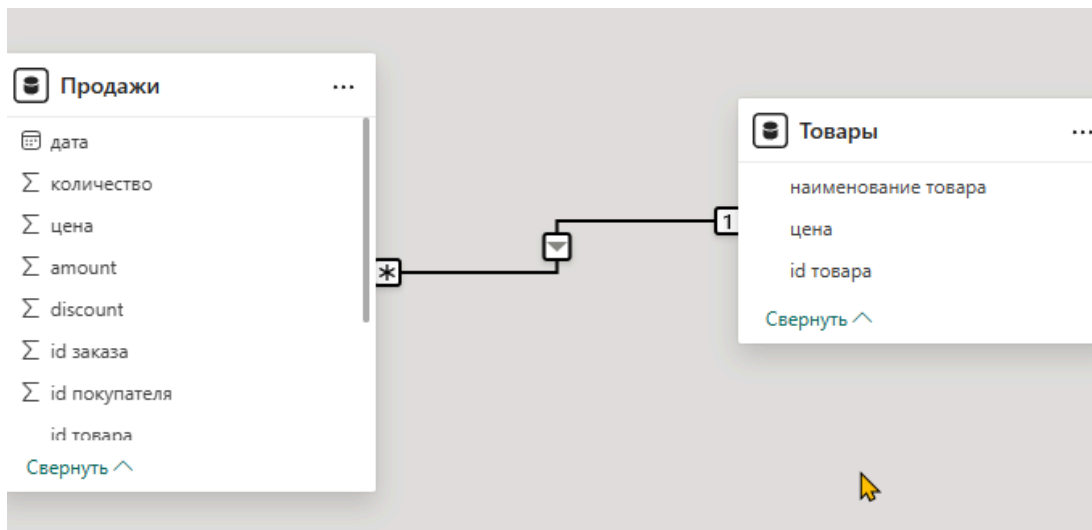 Продажи
дата
количество
цена
amount
discount
id заказа
id покупателя
id товара
Свернуть
*
1
Товары
наименование товара
цена
id товара
Свернуть